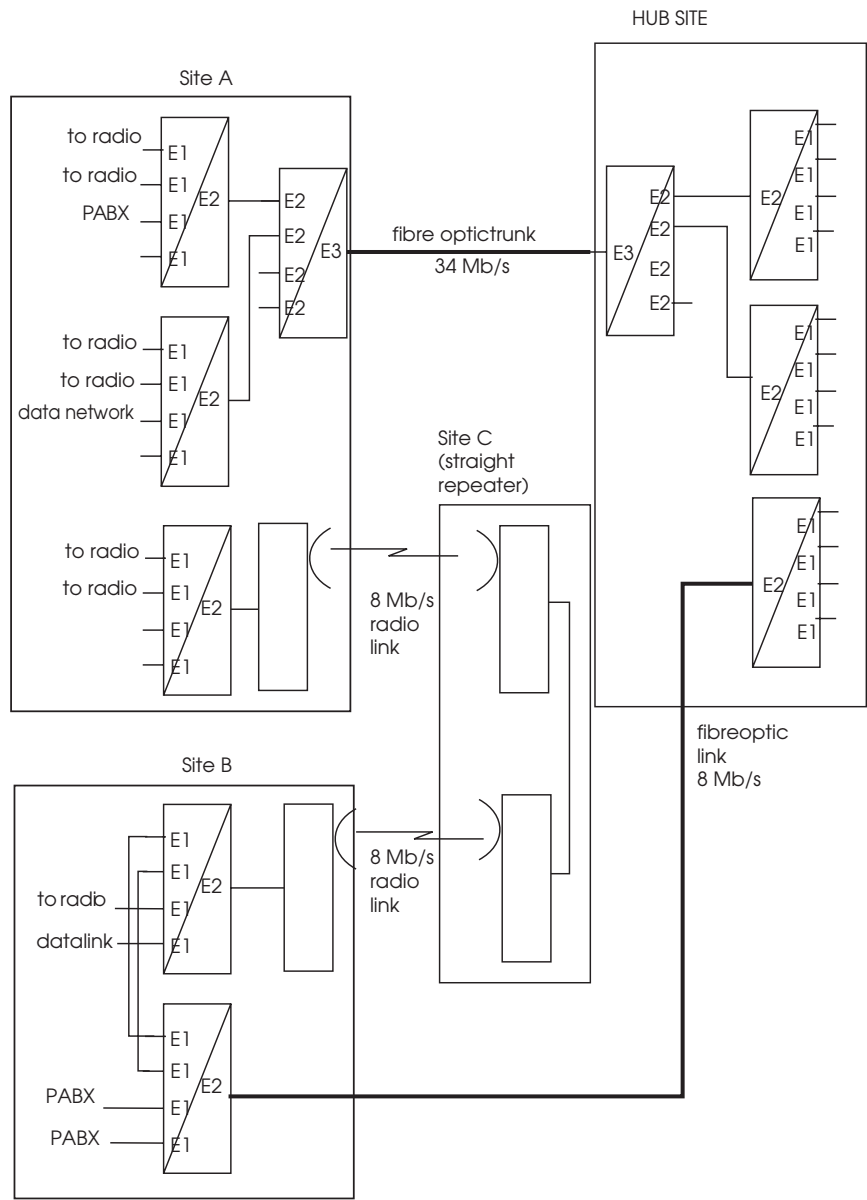 HUB SITE
Site A
to radio
E1
to radio
E1
E2
PABX
E1
E1
E2
E2
E3
E2
E2
to radio
E1
to radio
E1
E2
data network
E1
E1
to radio
E1
to radio
E1
E2
E1
E1
fibre optictrunk
34 Mb/s
E3
E2
E2
E2
E2
E1
E1
E2
E1
E1
E1
E1
E2
E1
E1
E1
E1
E2
E1
E1
Site C
(straight
repeater)
8 Mb/s
radio
link
fibreoptic
link
8 Mb/s
Site B
E1
E1
E2
to radio
E1
datalink
E1
8 Mb/s
radio
link
E1
E1
E2
PABX
E1
PABX
E1